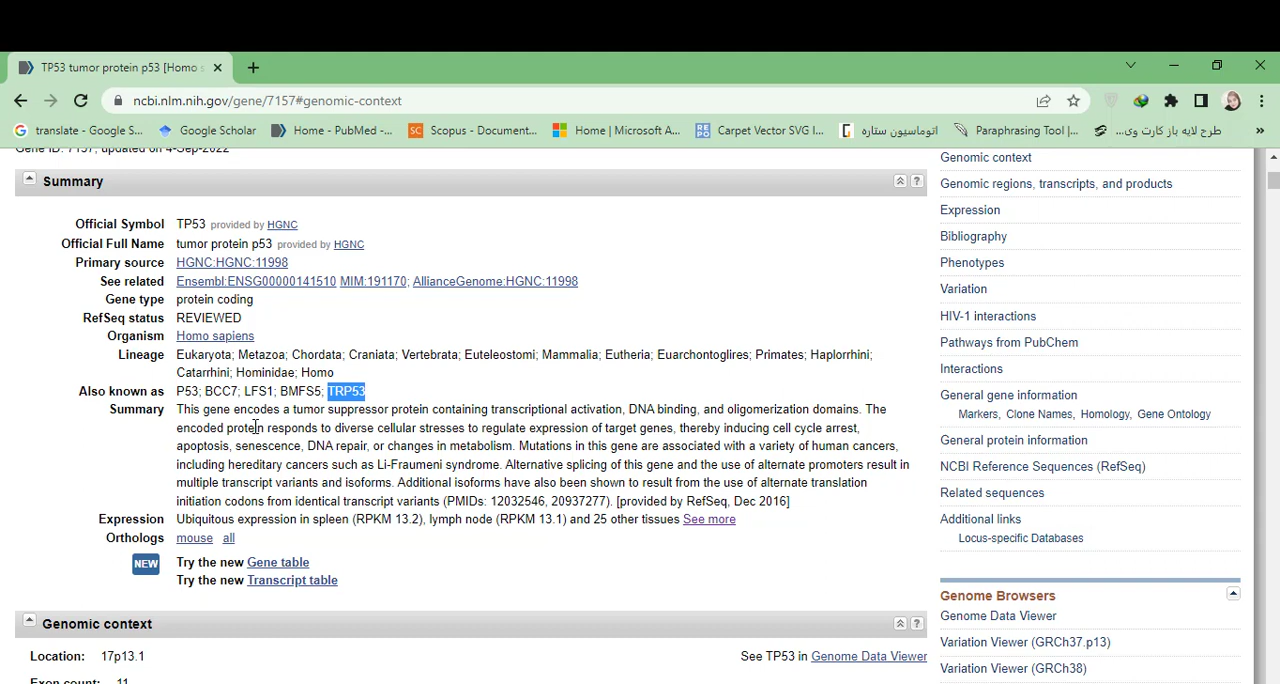 TP53 tumor protein p53 [Homo s
ncbi.nlm.nih.gov/gene/7157#genomic-context
translate - Google S...
Google Scholar
Home - PubMed -...
SC Scopus - Document...
Home | Microsoft A...
REPO Carpet Vector SVG I...
اتوماسیون ستاره
Paraphrasing Tool |...
طرح لایه باز کارت وی...
»
Gene ID: 7157, updated on 4-Sep-2022
Summary
Official Symbol TP53 provided by HGNC
Official Full Name tumor protein p53 provided by HGNC
Primary source HGNC:HGNC:11998
See related Ensembl:ENSG00000141510 MIM:191170; AllianceGenome:HGNC:11998
Gene type protein coding
RefSeq status REVIEWED
Organism Homo sapiens
Lineage Eukaryota; Metazoa; Chordata; Craniata; Vertebrata; Euteleostomi; Mammalia; Eutheria; Euarchontoglires; Primates; Haplorrhini;
Catarrhini; Hominidae; Homo
Also known as P53; BCC7; LFS1; BMFS5; TRP53
Summary This gene encodes a tumor suppressor protein containing transcriptional activation, DNA binding, and oligomerization domains. The
encoded protein responds to diverse cellular stresses to regulate expression of target genes, thereby inducing cell cycle arrest,
apoptosis, senescence, DNA repair, or changes in metabolism. Mutations in this gene are associated with a variety of human cancers,
including hereditary cancers such as Li-Fraumeni syndrome. Alternative splicing of this gene and the use of alternate promoters result in
multiple transcript variants and isoforms. Additional isoforms have also been shown to result from the use of alternate translation
initiation codons from identical transcript variants (PMIDs: 12032546, 20937277). [provided by RefSeq, Dec 2016]
Expression Ubiquitous expression in spleen (RPKM 13.2), lymph node (RPKM 13.1) and 25 other tissues See more
Orthologs mouse all
NEW Try the new Gene table
Try the new Transcript table
Genomic context
Location: 17p13.1
See TP53 in Genome Data Viewer
Exon count: 11
Genomic context
Genomic regions, transcripts, and products
Expression
Bibliography
Phenotypes
Variation
HIV-1 interactions
Pathways from PubChem
Interactions
General gene information
Markers, Clone Names, Homology, Gene Ontology
General protein information
NCBI Reference Sequences (RefSeq)
Related sequences
Additional links
Locus-specific Databases
Genome Browsers
Genome Data Viewer
Variation Viewer (GRCh37.p13)
Variation Viewer (GRCh38)